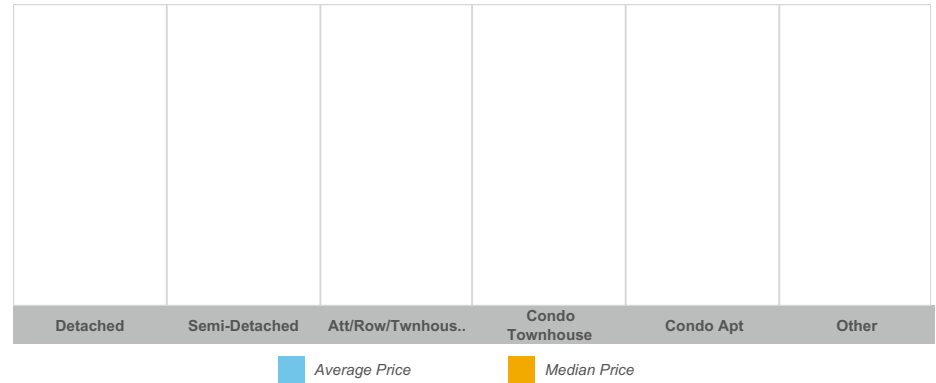 Detached
Semi-Detached
Att/Row/Twnhous..
Condo
Townhouse
Condo Apt
Other
Average Price
Median Price